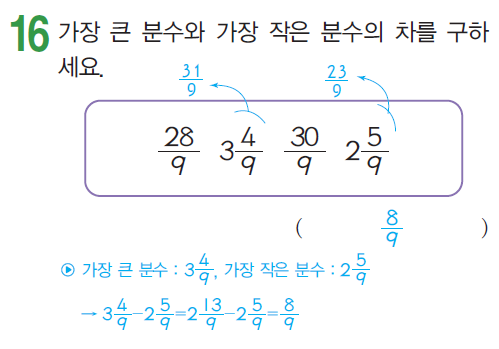 16 가장 큰 분수와 가장 작은 분수의 차를 구하
세요.
31/9 23/9
28/9 3 4/9 30/9 2 5/9
( 8/9 )
▶ 가장 큰 분수 : 3 4/9, 가장 작은 분수 : 2 5/9
→ 3 4/9 - 2 5/9 = 2 13/9 - 2 5/9 = 8/9